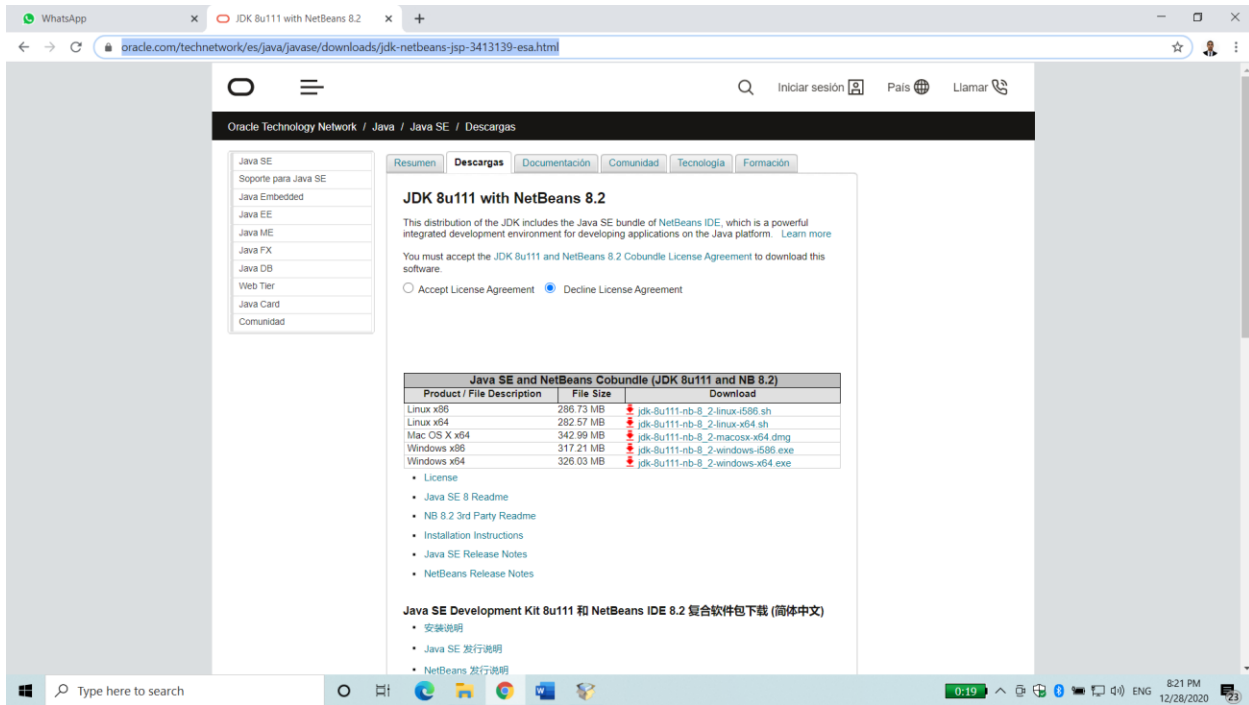 WhatsApp
JDK 8u111 with NetBeans 8.2
oracle.com/technetwork/es/java/javase/downloads/jdk-netbeans-jsp-3413139-esa.html
Iniciar sesión País Llamar
Oracle Technology Network / Java / Java SE / Descargas
Java SE
Soporte para Java SE
Java Embedded
Java EE
Java ME
Java FX
Java DB
Web Tier
Java Card
Comunidad
Resumen Descargas Documentación Comunidad Tecnología Formación
JDK 8u111 with NetBeans 8.2
This distribution of the JDK includes the Java SE bundle of NetBeans IDE, which is a powerful
integrated development environment for developing applications on the Java platform. Learn more
You must accept the JDK 8u111 and NetBeans 8.2 Cobundle License Agreement to download this
software.
Accept License Agreement Decline License Agreement
Java SE and NetBeans Cobundle (JDK 8u111 and NB 8.2)
Product / File Description File Size Download
Linux x86 286.73 MB jdk-8u111-nb-8_2-linux-i586.sh
Linux x64 282.57 MB jdk-8u111-nb-8_2-linux-x64.sh
Mac OS X x64 342.99 MB jdk-8u111-nb-8_2-macosx-x64.dmg
Windows x86 317.21 MB jdk-8u111-nb-8_2-windows-i586.exe
Windows x64 326.03 MB jdk-8u111-nb-8_2-windows-x64.exe
License
Java SE 8 Readme
NB 8.2 3rd Party Readme
Installation Instructions
Java SE Release Notes
NetBeans Release Notes
Java SE Development Kit 8u111 和 NetBeans IDE 8.2 复合软件包下载 (简体中文)
安装说明
Java SE 发行说明
NetBeans 发行说明
Type here to search
0:19
ENG
8:21 PM
12/28/2020
23